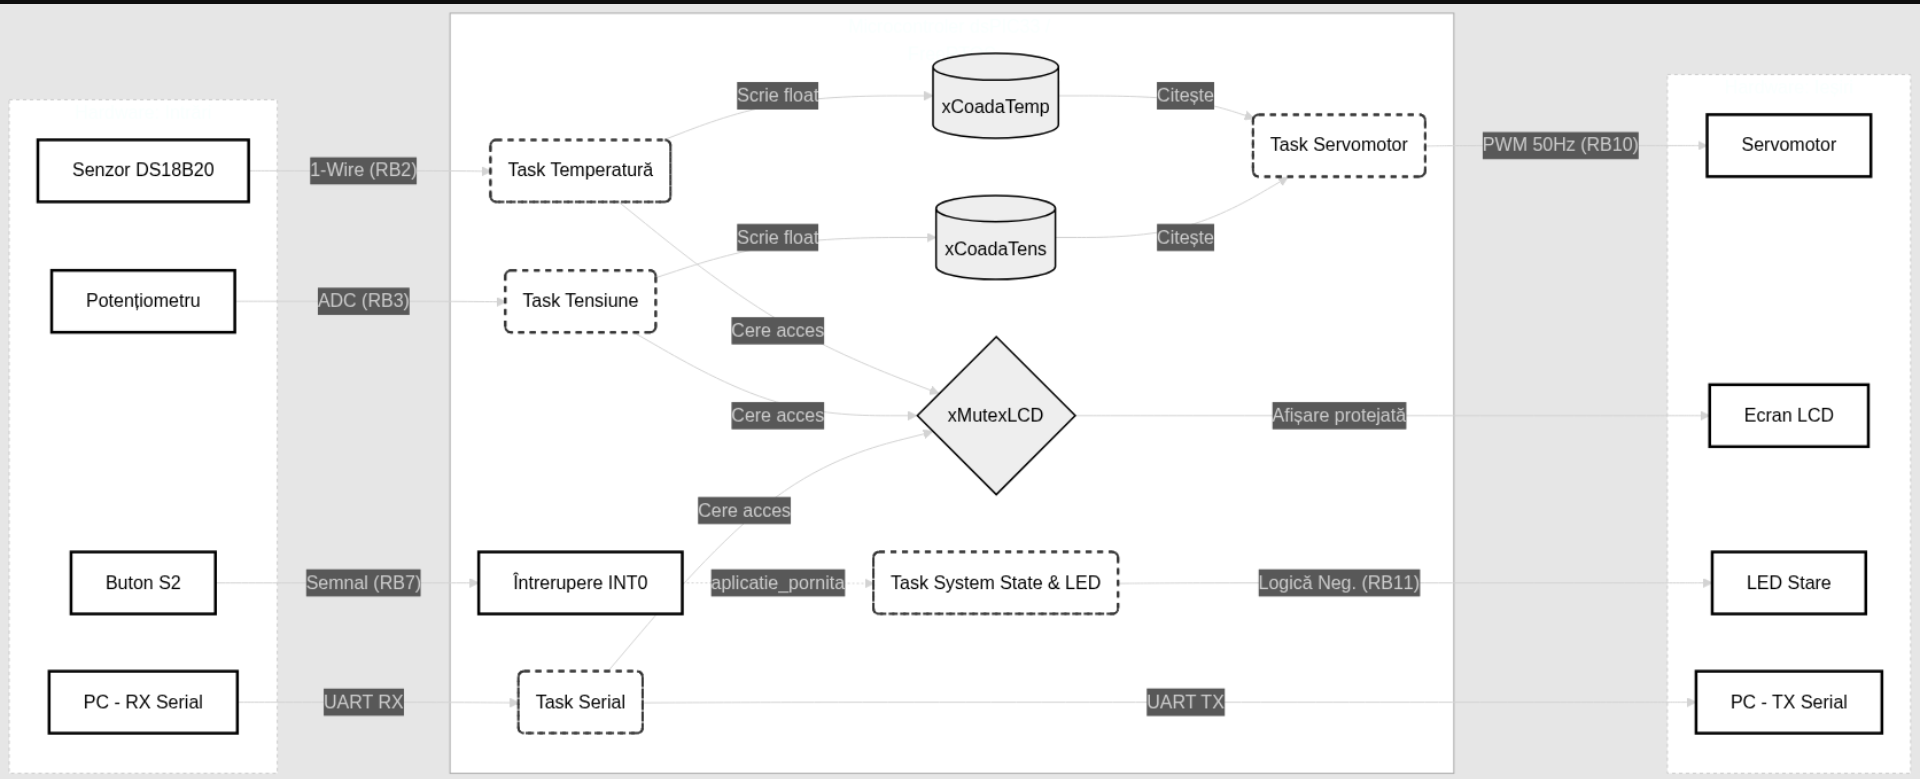 Scrie float
xCoadaTemp
Citește
Senzor DS18B20
1-Wire (RB2)
Task Temperatură
Task Servomotor
PWM 50Hz (RB10)
Servomotor
Scrie float
xCoadaTens
Citește
Potențiometru
ADC (RB3)
Task Tensiune
Cere acces
Cere acces
xMutexLCD
Afișare protejată
Ecran LCD
Cere acces
Buton S2
Semnal (RB7)
Întrerupere INT0
aplicatie_pornita
Task System State & LED
Logică Neg. (RB11)
LED Stare
PC - RX Serial
UART RX
Task Serial
UART TX
PC - TX Serial